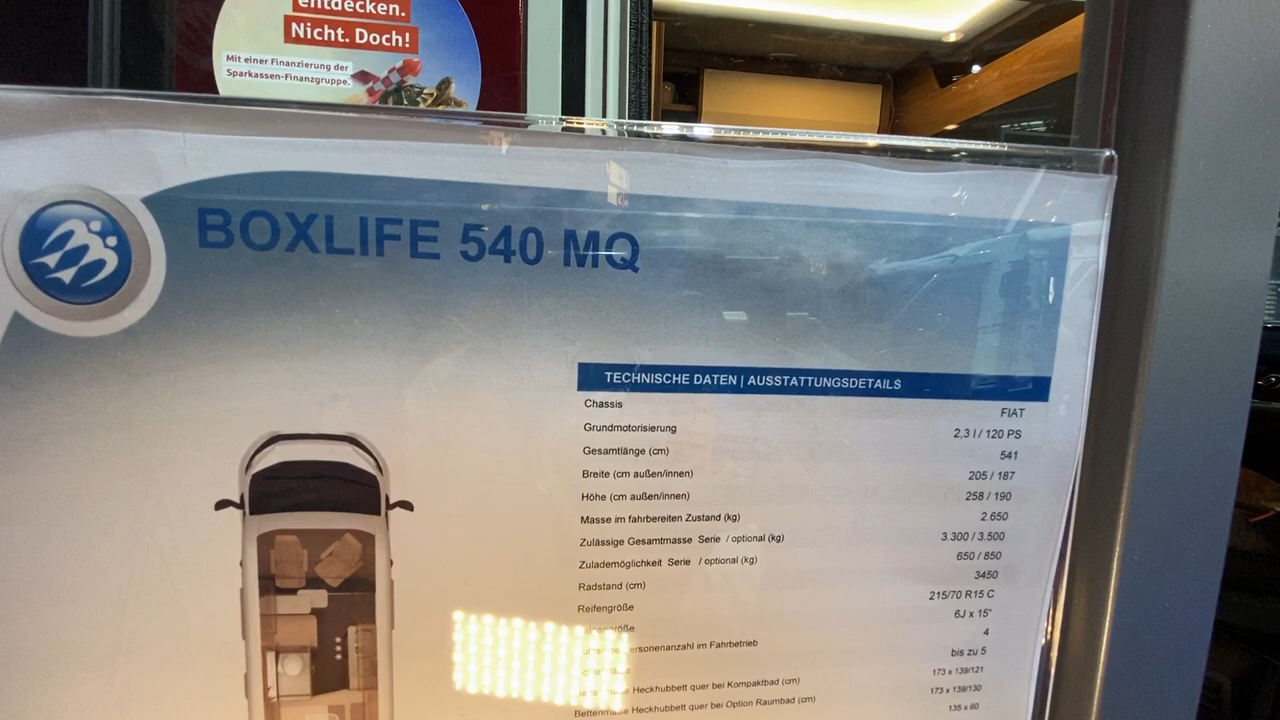 entdecken.
Nicht. Doch!
Mit einer Finanzierung der
Sparkassen-Finanzgruppe.
BOXLIFE 540 MQ
TECHNISCHE DATEN | AUSSTATTUNGSDETAILS
Chassis FIAT
Grundmotorisierung 2,3 l / 120 PS
Gesamtlänge (cm) 541
Breite (cm außen/innen) 205 / 187
Höhe (cm außen/innen) 258 / 190
Masse im fahrbereiten Zustand (kg) 2.650
Zulässige Gesamtmasse Serie / optional (kg) 3.300 / 3.500
Zulademöglichkeit Serie / optional (kg) 650 / 850
Radstand (cm) 3450
Reifengröße 215/70 R15 C
6J x 15"
Personenanzahl im Fahrbetrieb 4
bis zu 5
Heckhubbett quer bei Kompaktbad (cm) 173 x 139/121
Bettenmaße Heckhubbett quer bei Option Raumbad (cm) 173 x 139/130
135 x 60